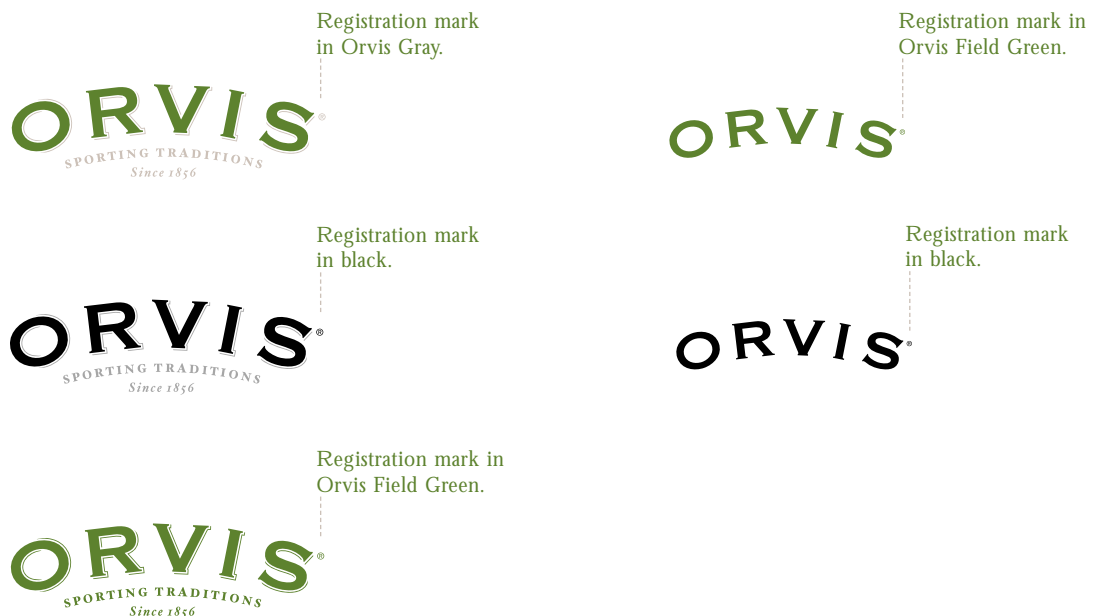 Registration mark
in Orvis Gray.
ORVIS®
SPORTING TRADITIONS
Since 1856
Registration mark in
Orvis Field Green.
ORVIS®
Registration mark
in black.
ORVIS®
SPORTING TRADITIONS
Since 1856
Registration mark
in black.
ORVIS®
Registration mark in
Orvis Field Green.
ORVIS®
SPORTING TRADITIONS
Since 1856